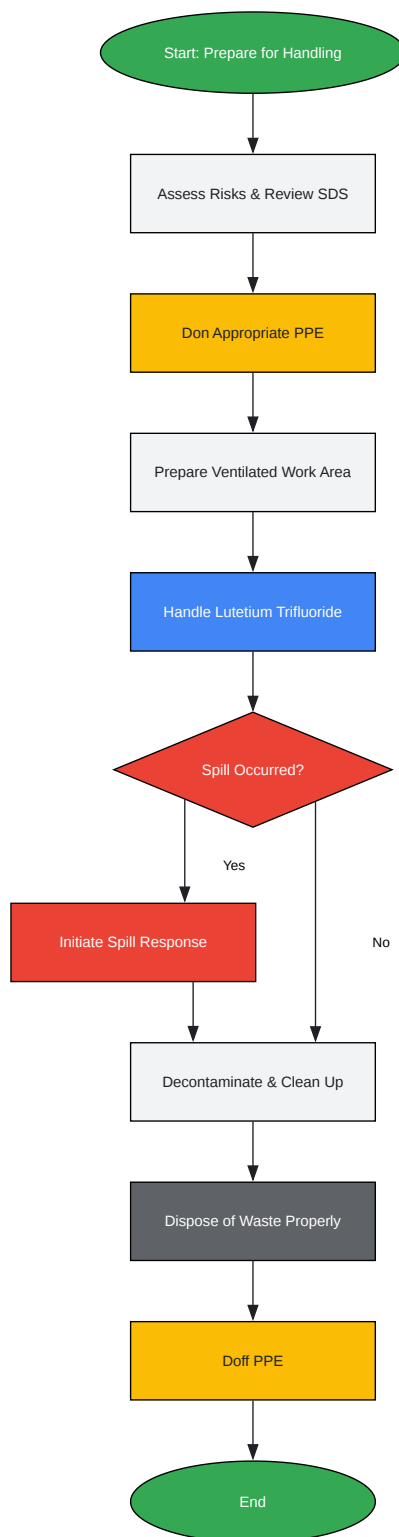 Start: Prepare for Handling
Assess Risks & Review SDS
Don Appropriate PPE
Prepare Ventilated Work Area
Handle Lutetium Trifluoride
Spill Occurred?
Yes
Initiate Spill Response
No
Decontaminate & Clean Up
Dispose of Waste Properly
Doff PPE
End